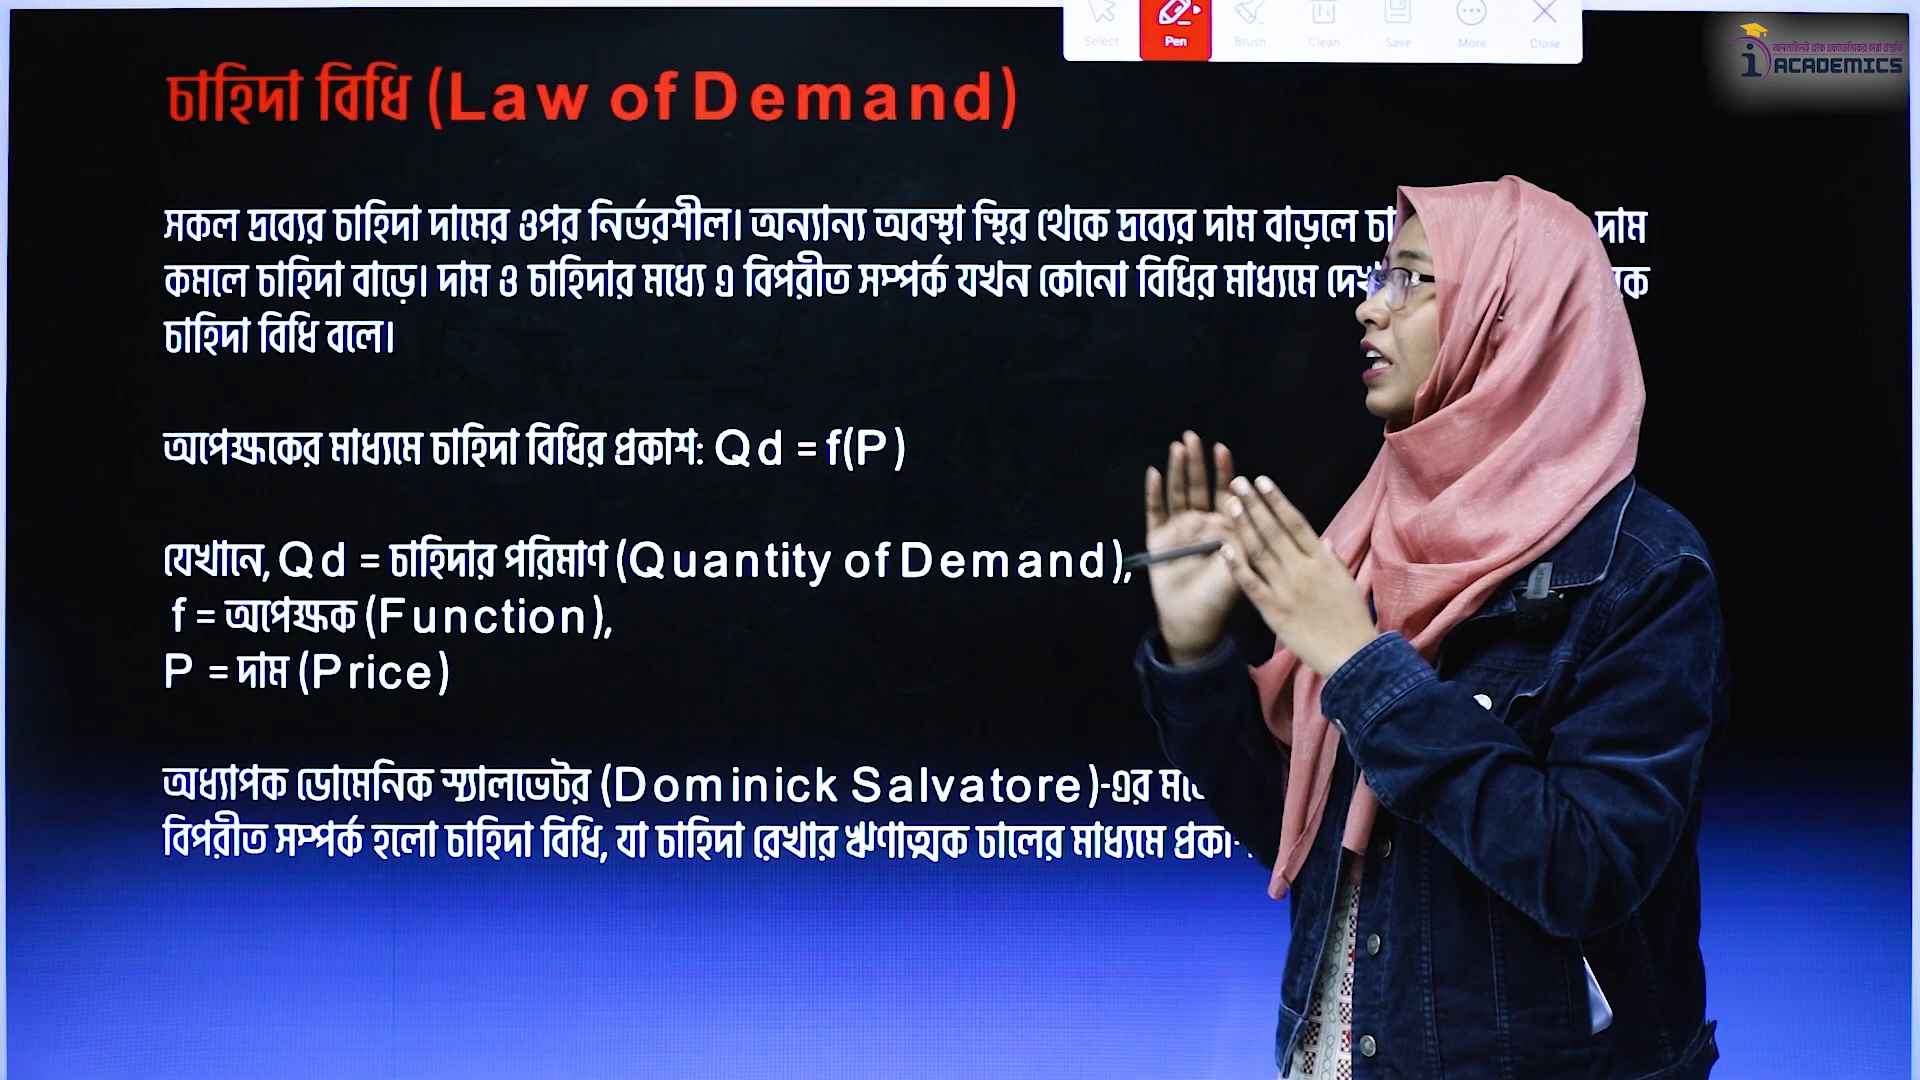 Select Pen Brush Clean Save More Close
i ACADEMICS
চাহিদা বিধি (Law of Demand)
সকল দ্রব্যের চাহিদা দামের ওপর নির্ভরশীল। অন্যান্য অবস্থা স্থির থেকে দ্রব্যের দাম বাড়লে দাম
কমলে চাহিদা বাড়ে। দাম ও চাহিদার মধ্যে এ বিপরীত সম্পর্ক যখন কোনো বিধির মাধ্যমে
চাহিদা বিধি বলে।
অপেক্ষকের মাধ্যমে চাহিদা বিধির প্রকাশ: Qd = f(P)
যেখানে, Qd = চাহিদার পরিমাণ (Quantity of Demand),
f = অপেক্ষক (Function),
P = দাম (Price)
অধ্যাপক ডোমেনিক স্যালভেটর (Dominick Salvatore)-এর
বিপরীত সম্পর্ক হলো চাহিদা বিধি, যা চাহিদা রেখার ঋণাত্মক ঢালের মাধ্যমে